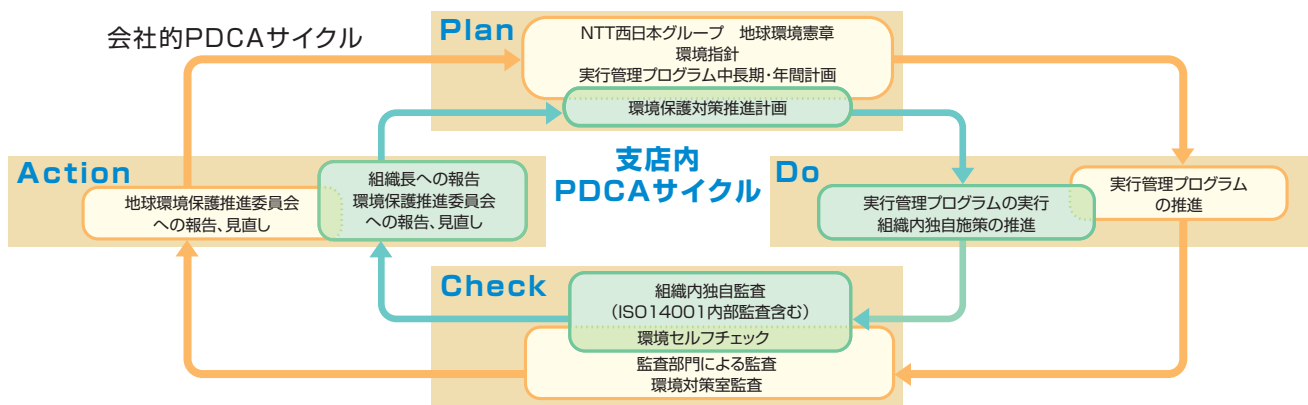 会社的PDCAサイクル
Plan
NTT西日本グループ　地球環境憲章
環境指針
実行管理プログラム中長期・年間計画
環境保護対策推進計画
支店内
PDCAサイクル
Action
地球環境保護推進委員会
への報告、見直し
組織長への報告
環境保護推進委員会
への報告、見直し
Do
実行管理プログラムの実行
組織内独自施策の推進
実行管理プログラム
の推進
Check
組織内独自監査
（ISO14001内部監査含む）
環境セルフチェック
監査部門による監査
環境対策室監査